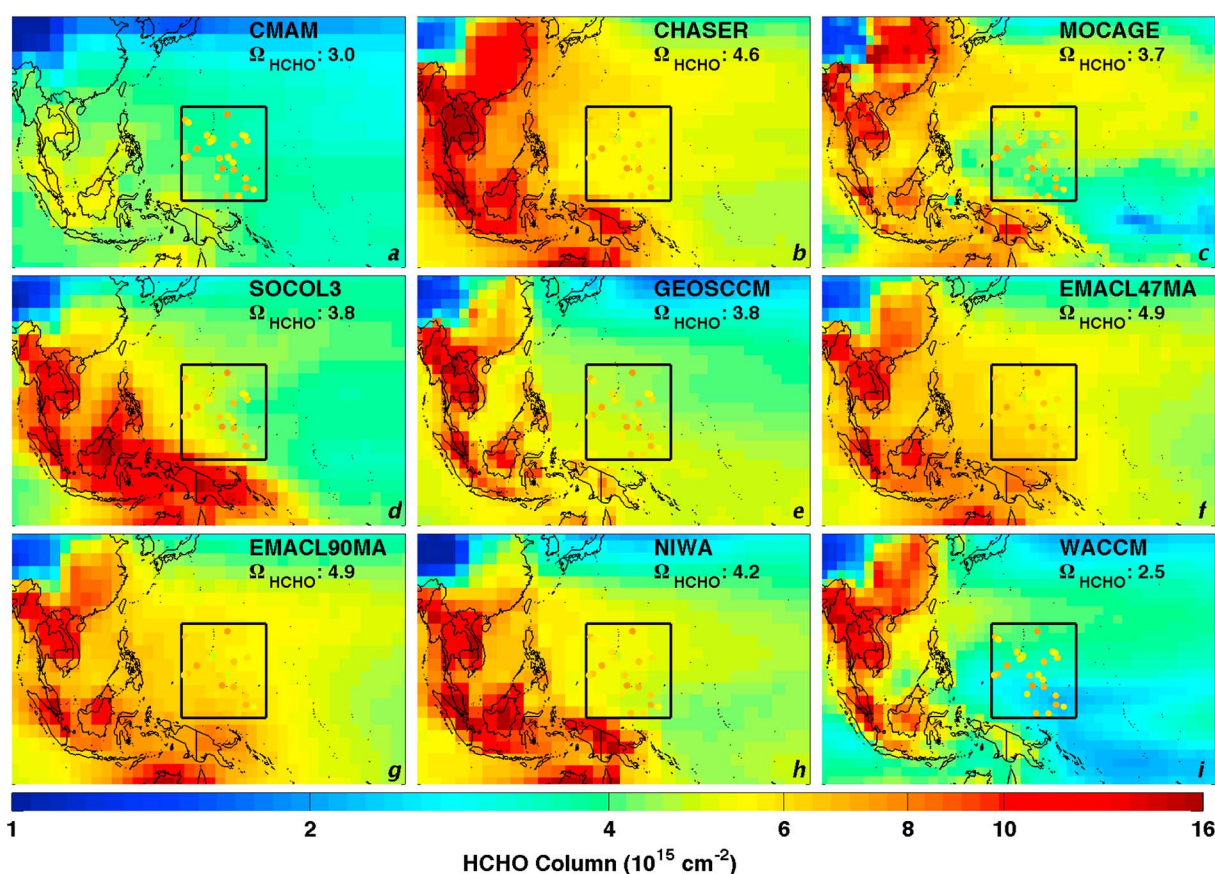 CMAM
Ω HCHO: 3.0
a
CHASER
Ω HCHO: 4.6
b
MOCAGE
Ω HCHO: 3.7
c
SOCOL3
Ω HCHO: 3.8
d
GEOSCCM
Ω HCHO: 3.8
e
EMACL47MA
Ω HCHO: 4.9
f
EMACL90MA
Ω HCHO: 4.9
g
NIWA
Ω HCHO: 4.2
h
WACCM
Ω HCHO: 2.5
i
1 2 4 6 8 10 16
HCHO Column (10¹⁵ cm⁻²)